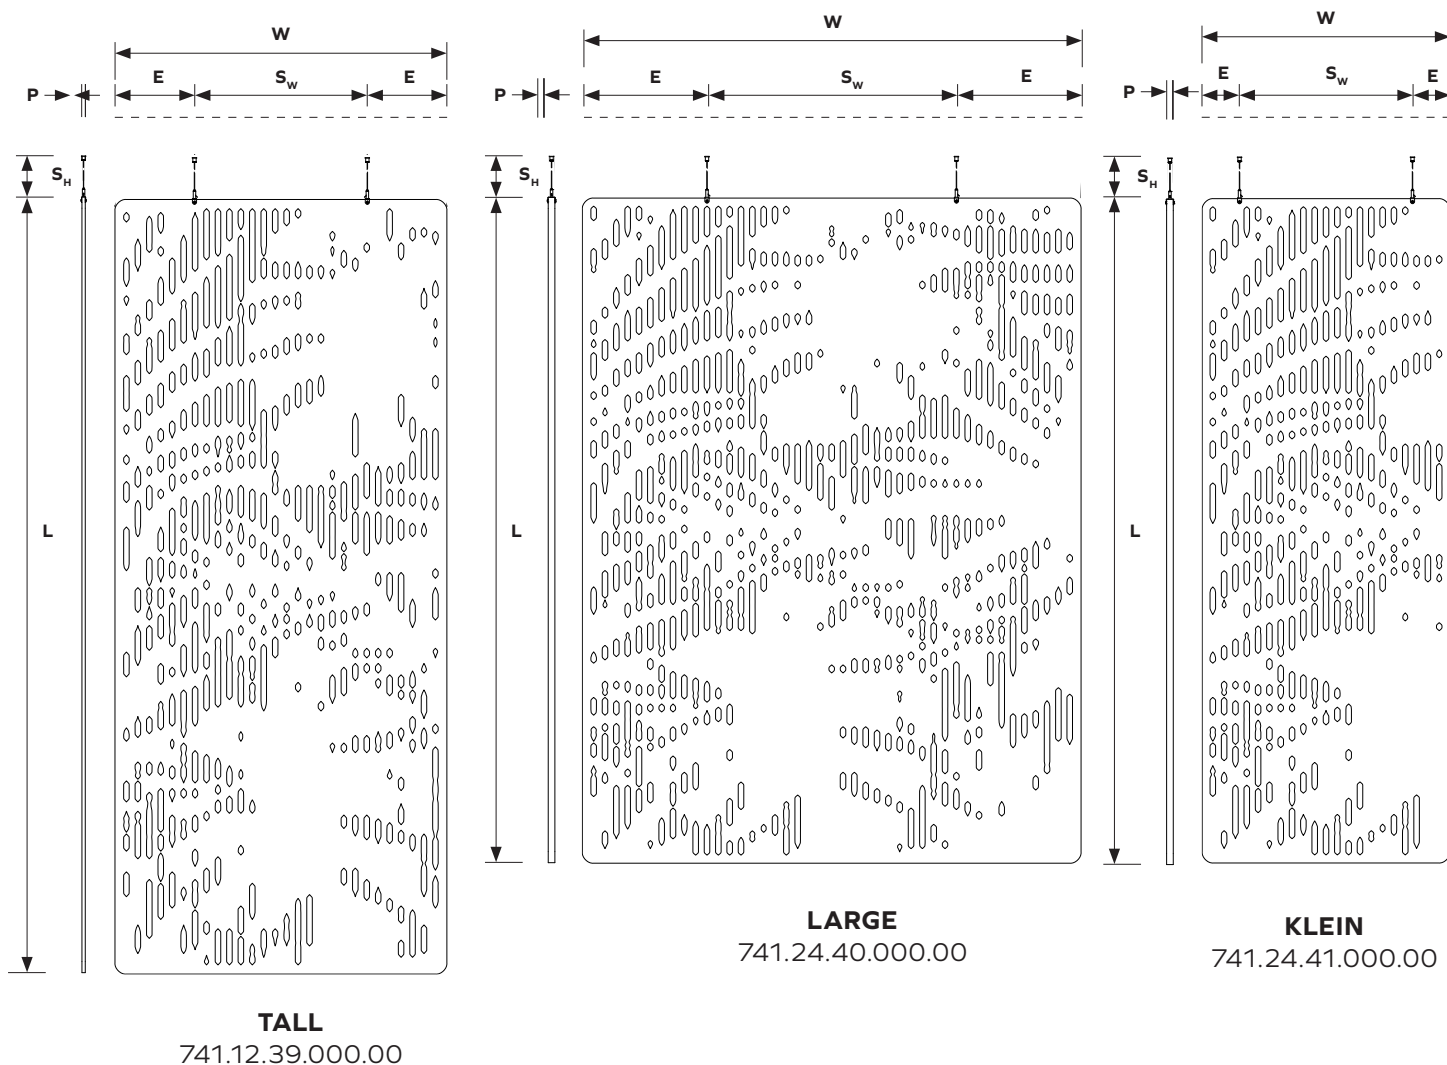 W
E
S_W
E
P
S_H
L
TALL
741.12.39.000.00
W
E
S_W
E
P
S_H
L
LARGE
741.24.40.000.00
W
E
S_W
E
P
S_H
L
KLEIN
741.24.41.000.00